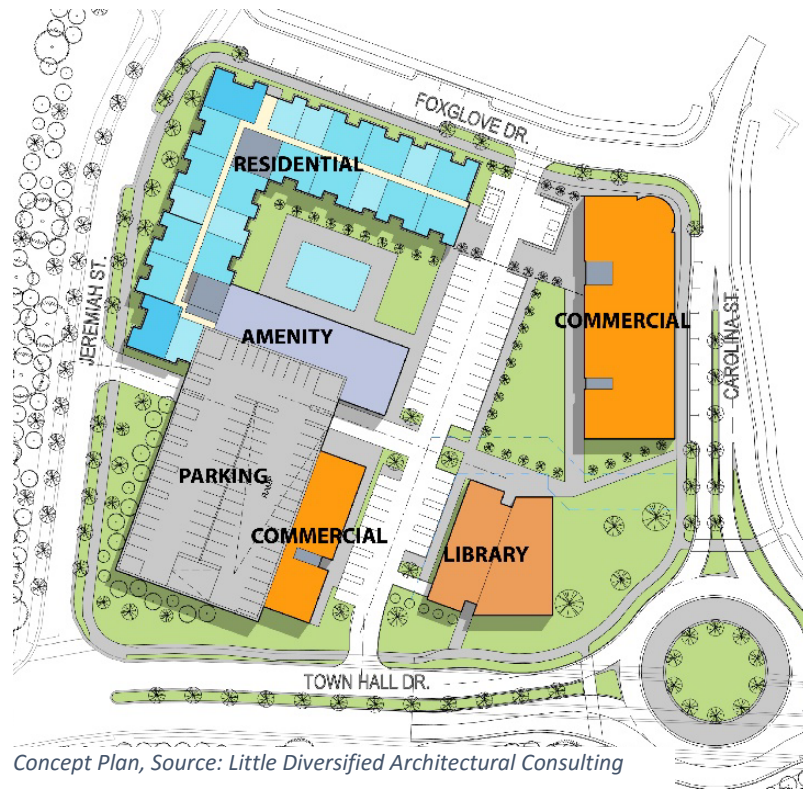 FOXGLOVE DR.
RESIDENTIAL
JEREMIAH ST.
COMMERCIAL
CAROLINA ST
AMENITY
PARKING
RAMP
COMMERCIAL
LIBRARY
TOWN HALL DR.
Concept Plan, Source: Little Diversified Architectural Consulting